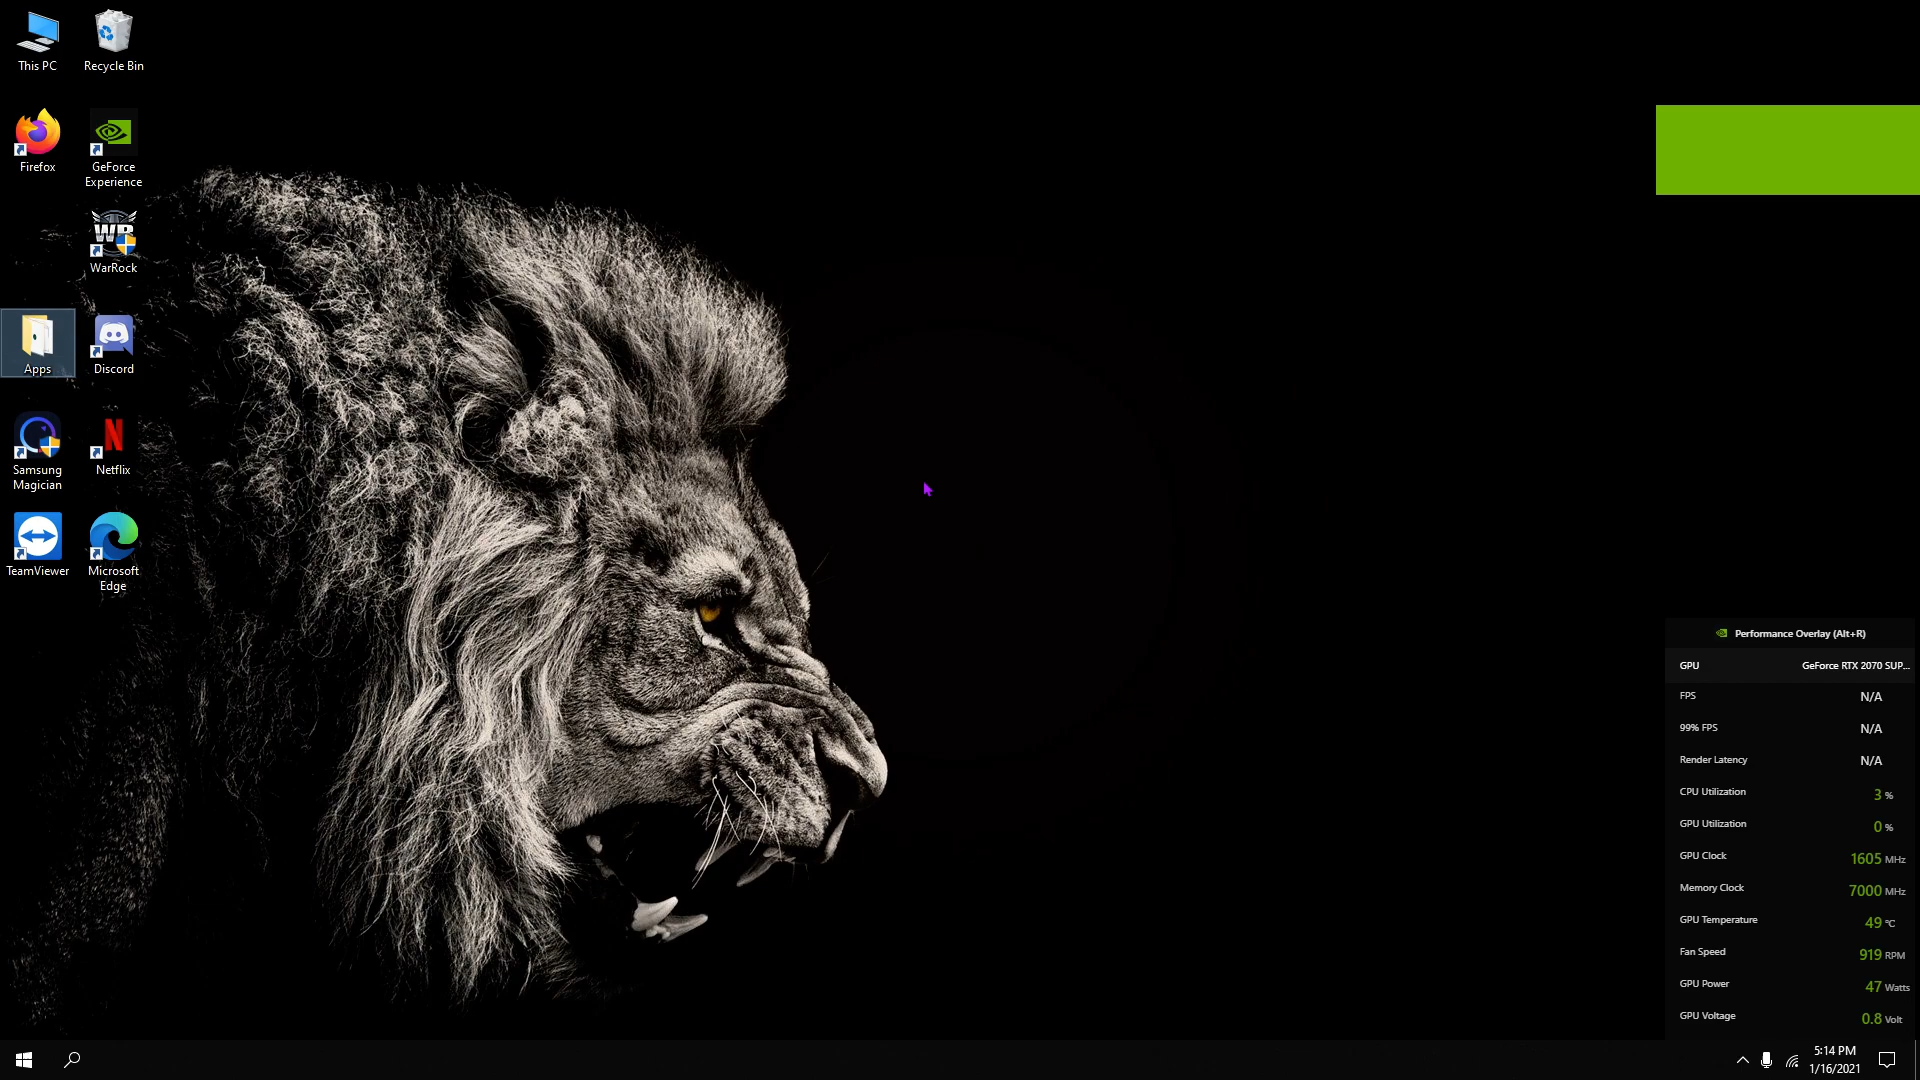 This PC
Recycle Bin
Firefox
GeForce
Experience
WR
WarRock
Apps
Discord
Samsung
Magician
N
Netflix
TeamViewer
Microsoft
Edge
Performance Overlay (Alt+R)
GPU GeForce RTX 2070 SUP...
FPS N/A
99% FPS N/A
Render Latency N/A
CPU Utilization 3 %
GPU Utilization 0 %
GPU Clock 1605 MHz
Memory Clock 7000 MHz
GPU Temperature 49 °C
Fan Speed 919 RPM
GPU Power 47 Watts
GPU Voltage 0.8 Volt
5:14 PM
1/16/2021